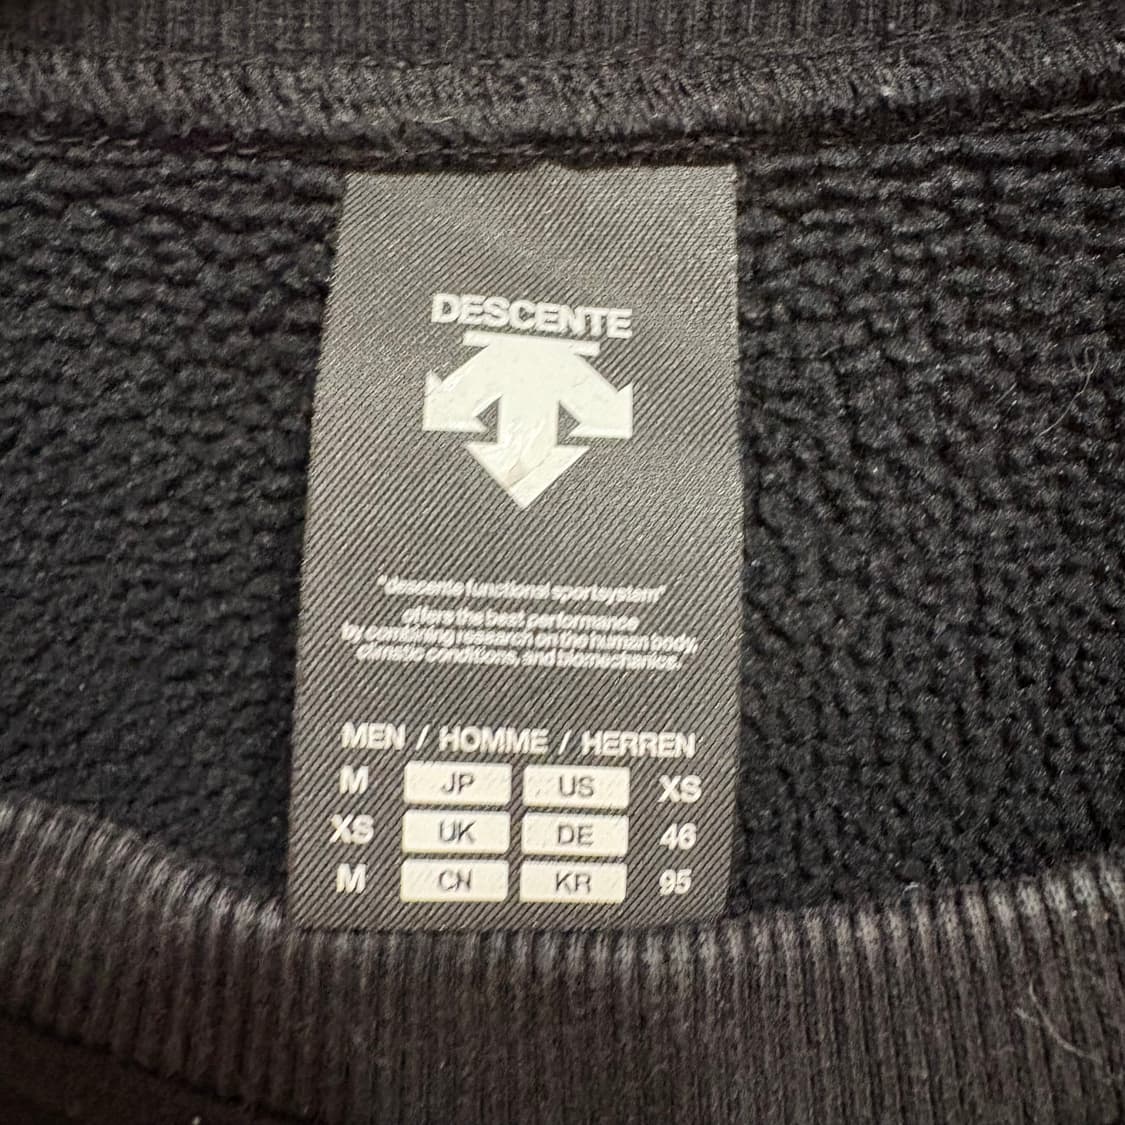 DESCENTE
"descente functional sportsystem"
offers the best performance
by combining research on the human body,
climatic conditions, and biomechanics.
MEN / HOMME / HERREN
M JP US XS
XS UK DE 46
M CN KR 95